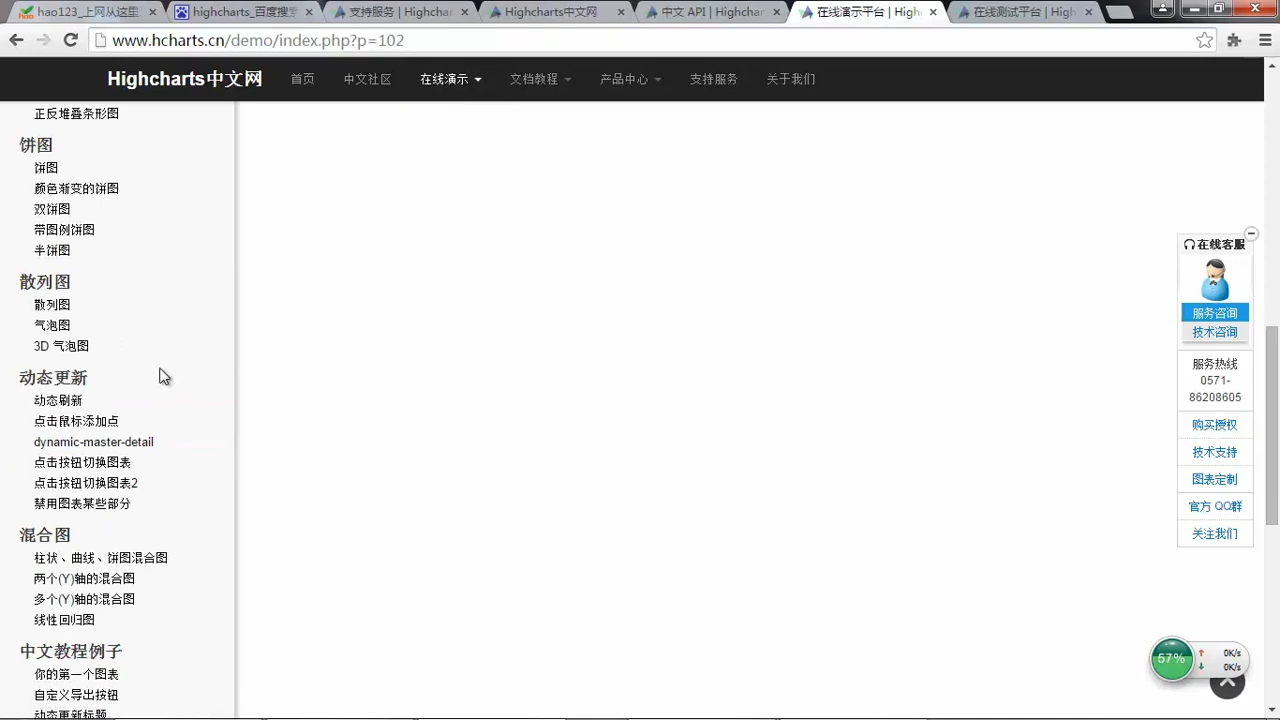 hao123_上网从这里
highcharts_百度搜索
支持服务 | Highchar
Highcharts中文网
中文 API | Highchar
在线演示平台 | High
在线测试平台 | High
www.hcharts.cn/demo/index.php?p=102
Highcharts中文网
首页
中文社区
在线演示
文档教程
产品中心
支持服务
关于我们
正反堆叠条形图
饼图
饼图
颜色渐变的饼图
双饼图
带图例饼图
半饼图
散列图
散列图
气泡图
3D 气泡图
动态更新
动态刷新
点击鼠标添加点
dynamic-master-detail
点击按钮切换图表
点击按钮切换图表2
禁用图表某些部分
混合图
柱状、曲线、饼图混合图
两个(Y)轴的混合图
多个(Y)轴的混合图
线性回归图
中文教程例子
你的第一个图表
自定义导出按钮
动态更新标题
在线客服
服务咨询
技术咨询
服务热线
0571-
86208605
购买授权
技术支持
图表定制
官方 QQ群
关注我们
57%
0K/s
0K/s